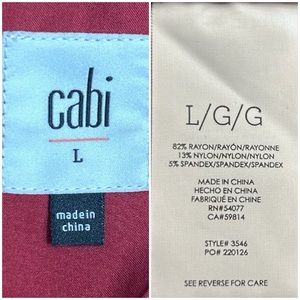 cabi
L
made in
china
L/G/G
82% RAYON/RAYÓN/RAYONNE
13% NYLON/NYLON/NYLON
5% SPANDEX/SPANDEX/SPANDEX
MADE IN CHINA
HECHO EN CHINA
FABRIQUÉ EN CHINE
RN#54077
CA#59814
STYLE# 3546
PO# 220126
SEE REVERSE FOR CARE